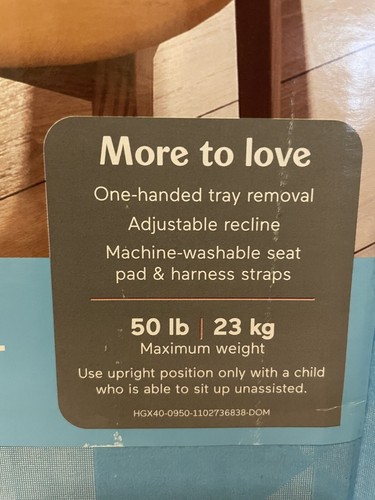 More to love
One-handed tray removal
Adjustable recline
Machine-washable seat
pad & harness straps
50 lb | 23 kg
Maximum weight
Use upright position only with a child
who is able to sit up unassisted.
HGX40-0950-1102736838-DOM